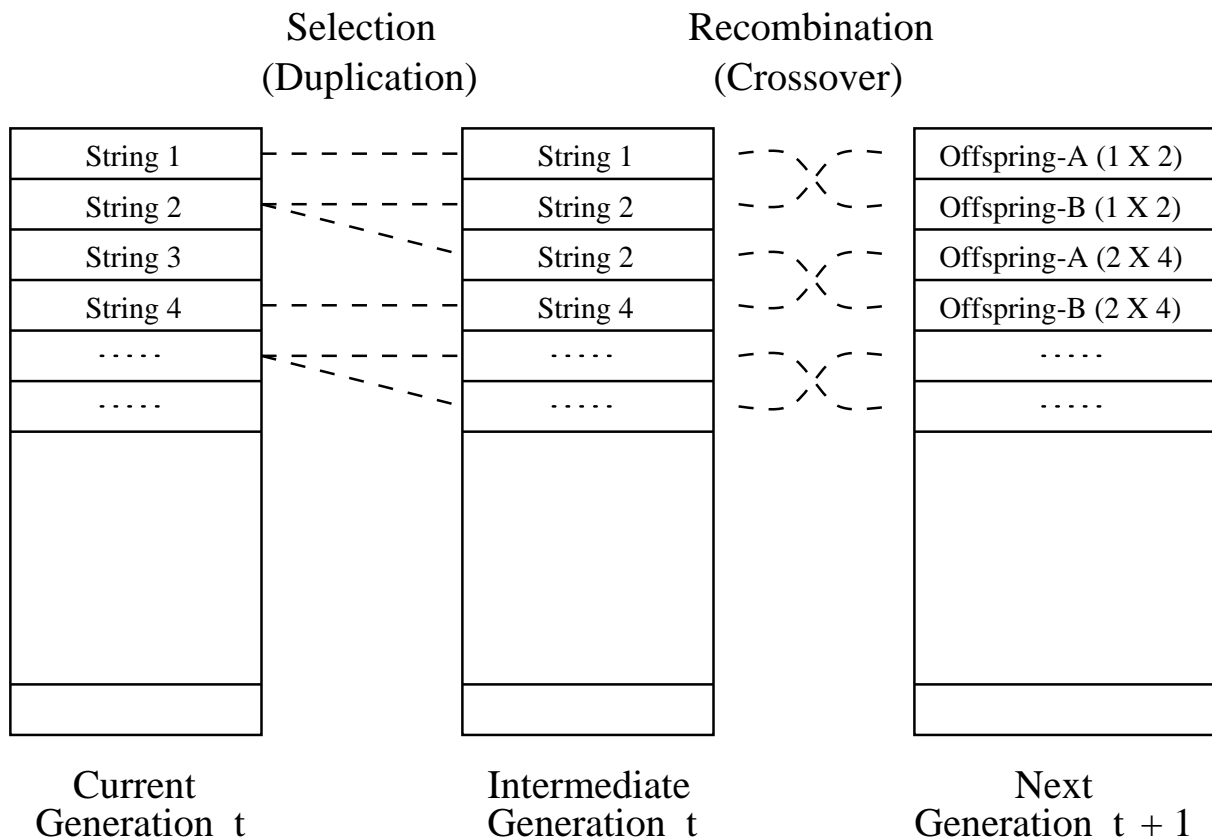 Selection
(Duplication)
Recombination
(Crossover)
String 1
String 2
String 3
String 4
.....
.....
String 1
String 2
String 2
String 4
.....
.....
Offspring-A (1 X 2)
Offspring-B (1 X 2)
Offspring-A (2 X 4)
Offspring-B (2 X 4)
.....
.....
Current
Generation t
Intermediate
Generation t
Next
Generation t + 1